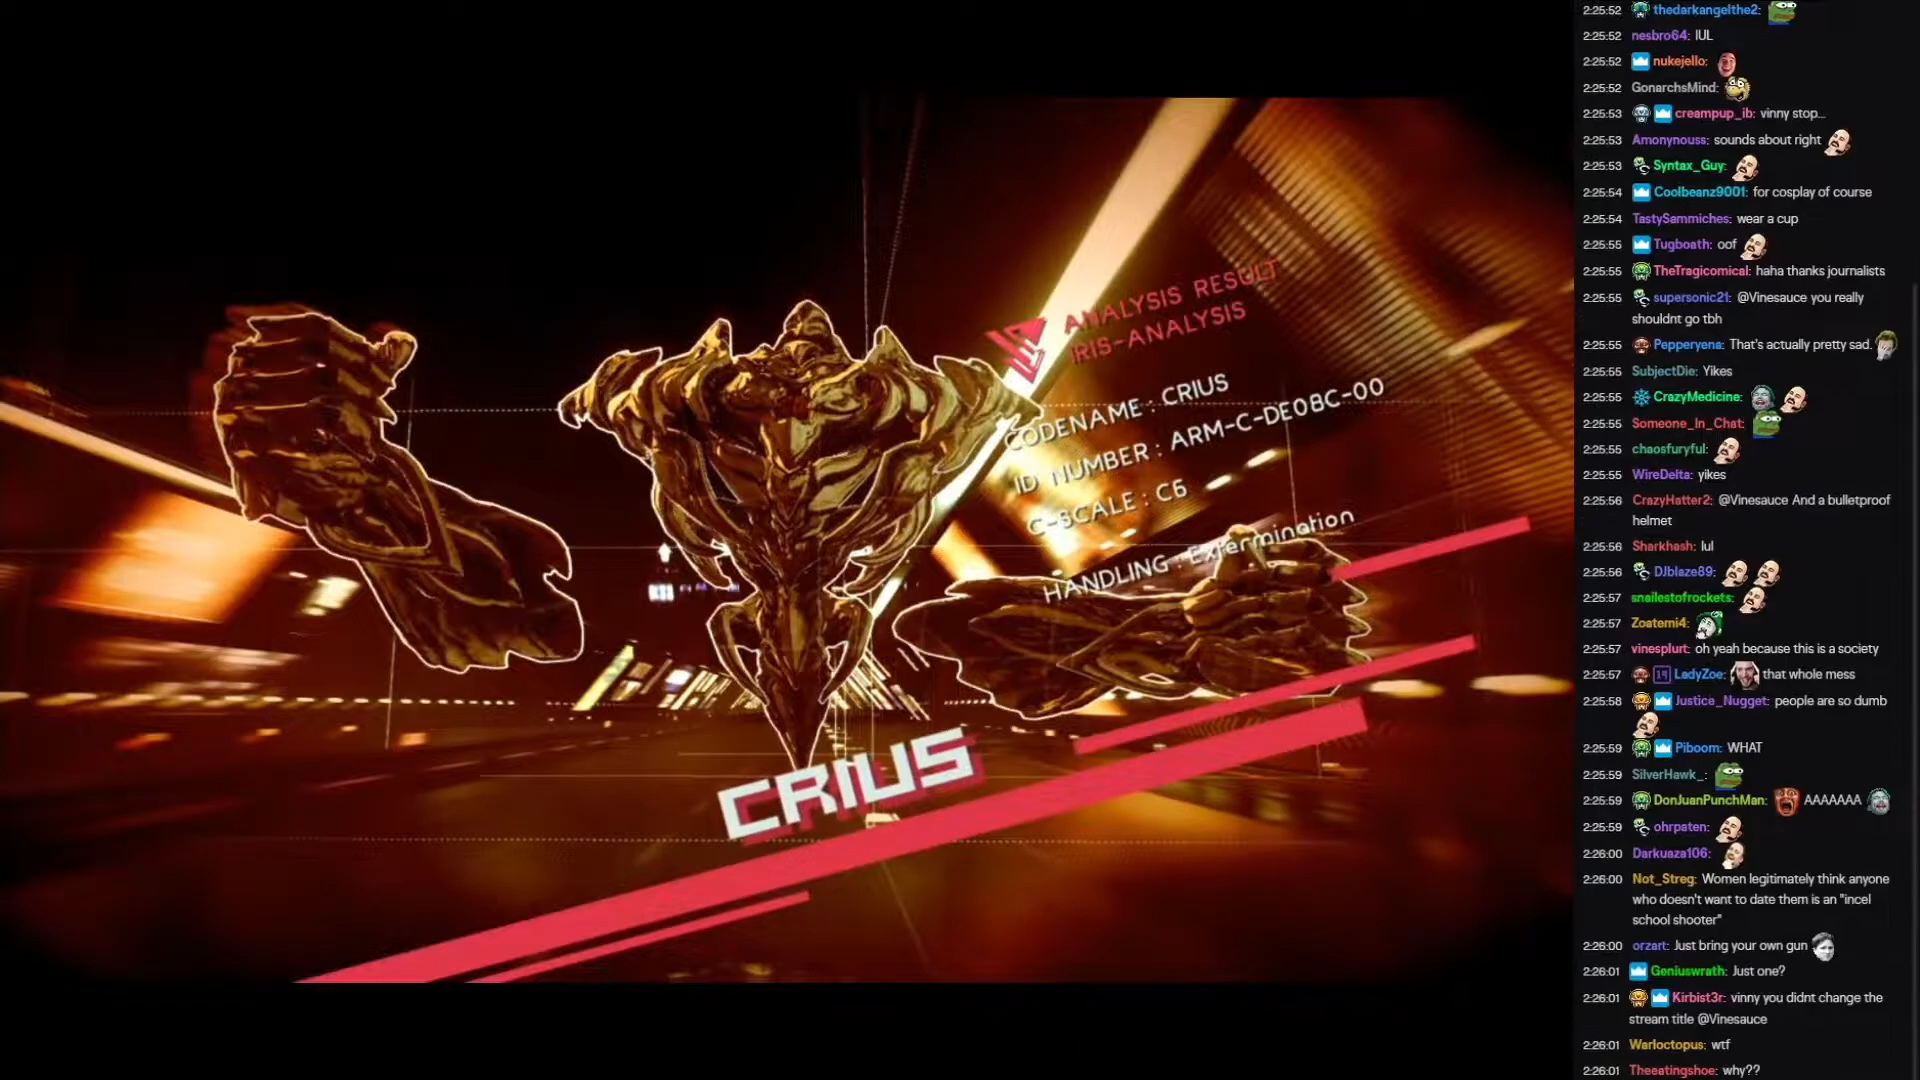 ANALYSIS RESULT
IRIS-ANALYSIS
CODENAME : CRIUS
ID NUMBER : ARM-C-DE0BC-00
C-SCALE : C6
HANDLING : Extermination
CRIUS
2:25:52 thedarkangelthe2:
2:25:52 nesbro64: lUL
2:25:52 nukejello:
2:25:52 GonarchsMind:
2:25:53 creampup_ib: vinny stop...
2:25:53 Amonynouss: sounds about right
2:25:53 Syntax_Guy:
2:25:54 Coolbeanz9001: for cosplay of course
2:25:54 TastySammiches: wear a cup
2:25:55 Tugboath: oof
2:25:55 TheTragicomical: haha thanks journalists
2:25:55 supersonic21: @Vinesauce you really
shouldnt go tbh
2:25:55 Pepperyena: That's actually pretty sad.
2:25:55 SubjectDie: Yikes
2:25:55 CrazyMedicine:
2:25:55 Someone_In_Chat:
2:25:55 chaosfuryful:
2:25:55 WireDelta: yikes
2:25:56 CrazyHatter2: @Vinesauce And a bulletproof
helmet
2:25:56 Sharkhash: lul
2:25:56 DJblaze89:
2:25:57 snailestofrockets:
2:25:57 Zoatemi4:
2:25:57 vinesplurt: oh yeah because this is a society
2:25:57 LadyZoe: that whole mess
2:25:58 Justice_Nugget: people are so dumb
2:25:59 Piboom: WHAT
2:25:59 SilverHawk_:
2:25:59 DonJuanPunchMan: AAAAAAA
2:25:59 ohrpaten:
2:26:00 Darkuaza106:
2:26:00 Not_Streg: Women legitimately think anyone
who doesn't want to date them is an "incel
school shooter"
2:26:00 orzart: Just bring your own gun
2:26:01 Geniuswrath: Just one?
2:26:01 Kirbist3r: vinny you didnt change the
stream title @Vinesauce
2:26:01 Warloctopus: wtf
2:26:01 Theeatingshoe: why??